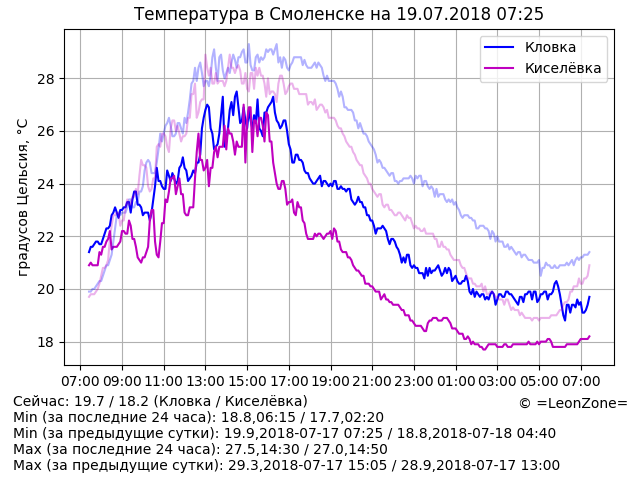 Температура в Смоленске на 19.07.2018 07:25
Кловка
Киселёвка
градусов Цельсия, °C
28
26
24
22
20
18
07:00 09:00 11:00 13:00 15:00 17:00 19:00 21:00 23:00 01:00 03:00 05:00 07:00
Сейчас: 19.7 / 18.2 (Кловка / Киселёвка)
© =LeonZone=
Min (за последние 24 часа): 18.8,06:15 / 17.7,02:20
Min (за предыдущие сутки): 19.9,2018-07-17 07:25 / 18.8,2018-07-18 04:40
Max (за последние 24 часа): 27.5,14:30 / 27.0,14:50
Max (за предыдущие сутки): 29.3,2018-07-17 15:05 / 28.9,2018-07-17 13:00